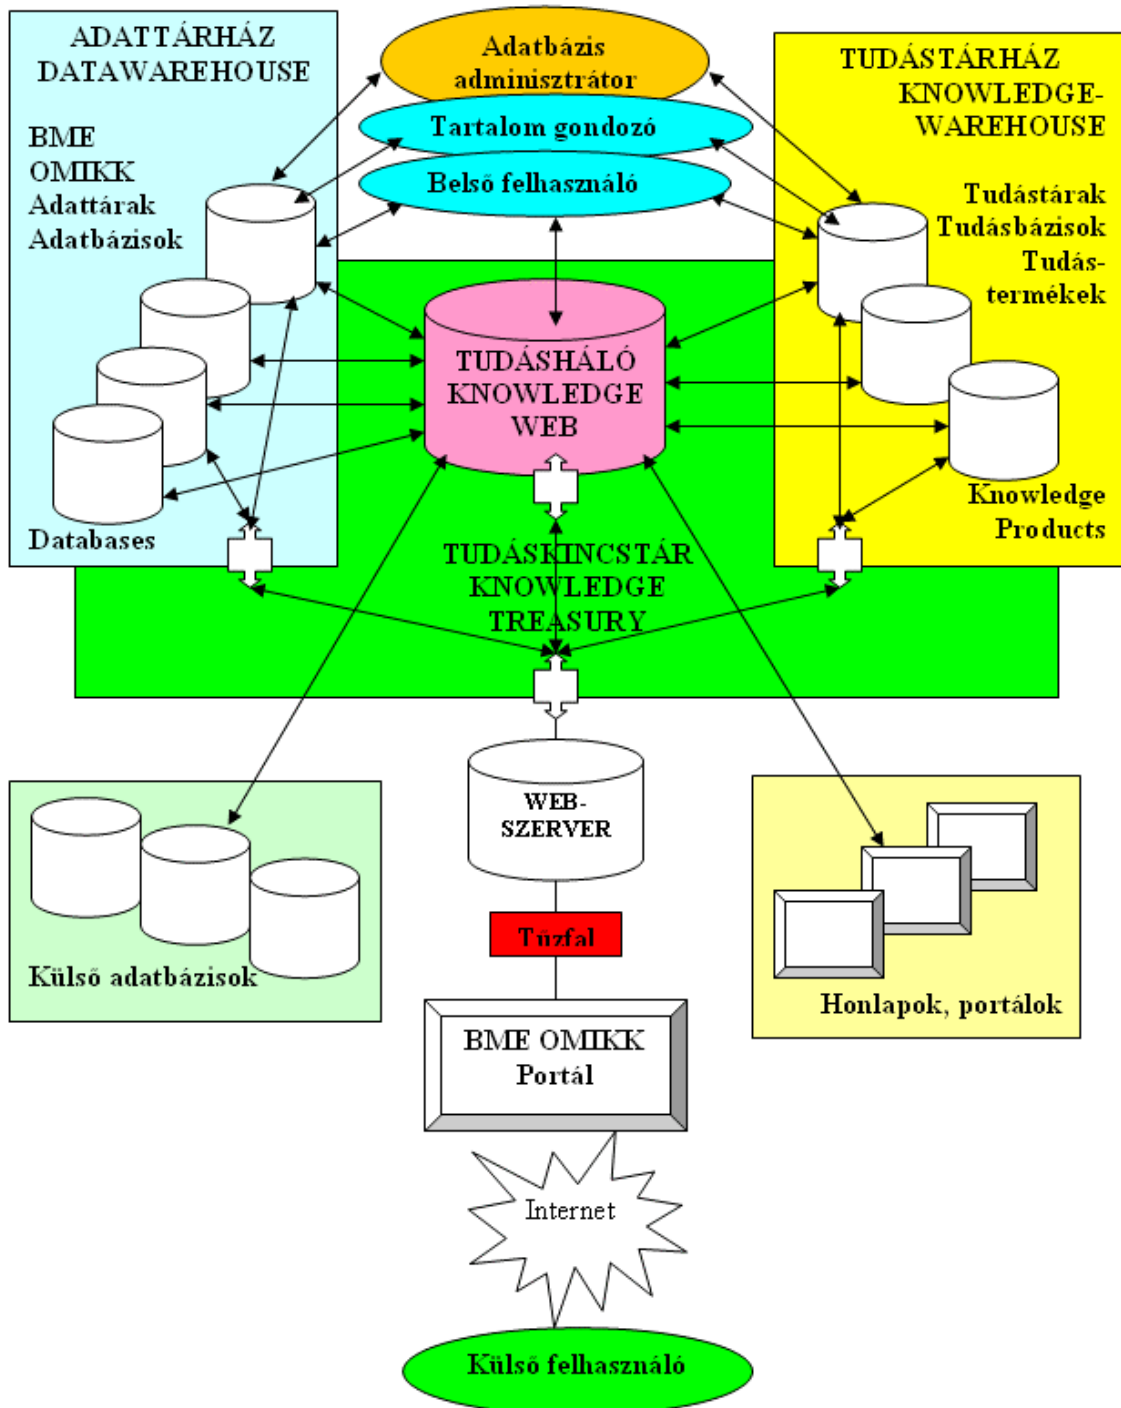 ADATTÁRHÁZ
DATAWAREHOUSE
BME
OMIKK
Adattárak
Adatbázisok
Databases
Adatbázis
adminisztrátor
Tartalom gondozó
Belső felhasználó
TUDÁSTÁRHÁZ
KNOWLEDGE-
WAREHOUSE
Tudástárak
Tudásbázisok
Tudás-
termékek
Knowledge
Products
TUDÁSHÁLÓ
KNOWLEDGE
WEB
TUDÁSKINCSTÁR
KNOWLEDGE
TREASURY
WEB-
SZERVER
Tűzfal
Külső adatbázisok
Honlapok, portálok
BME OMIKK
Portál
Internet
Külső felhasználó